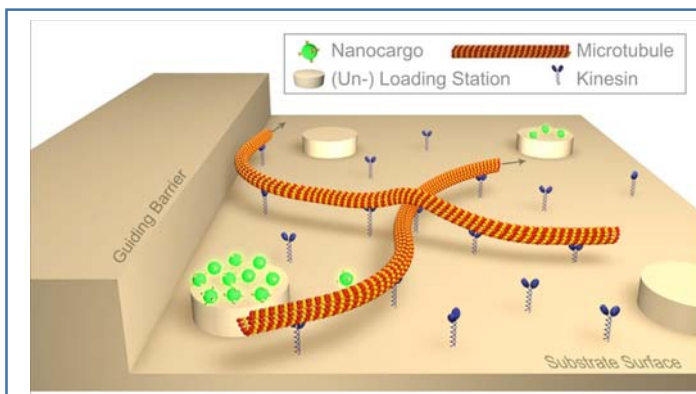 Nanocargo
Microtubule
(Un-) Loading Station
Kinesin
Guiding Barrier
Substrate Surface